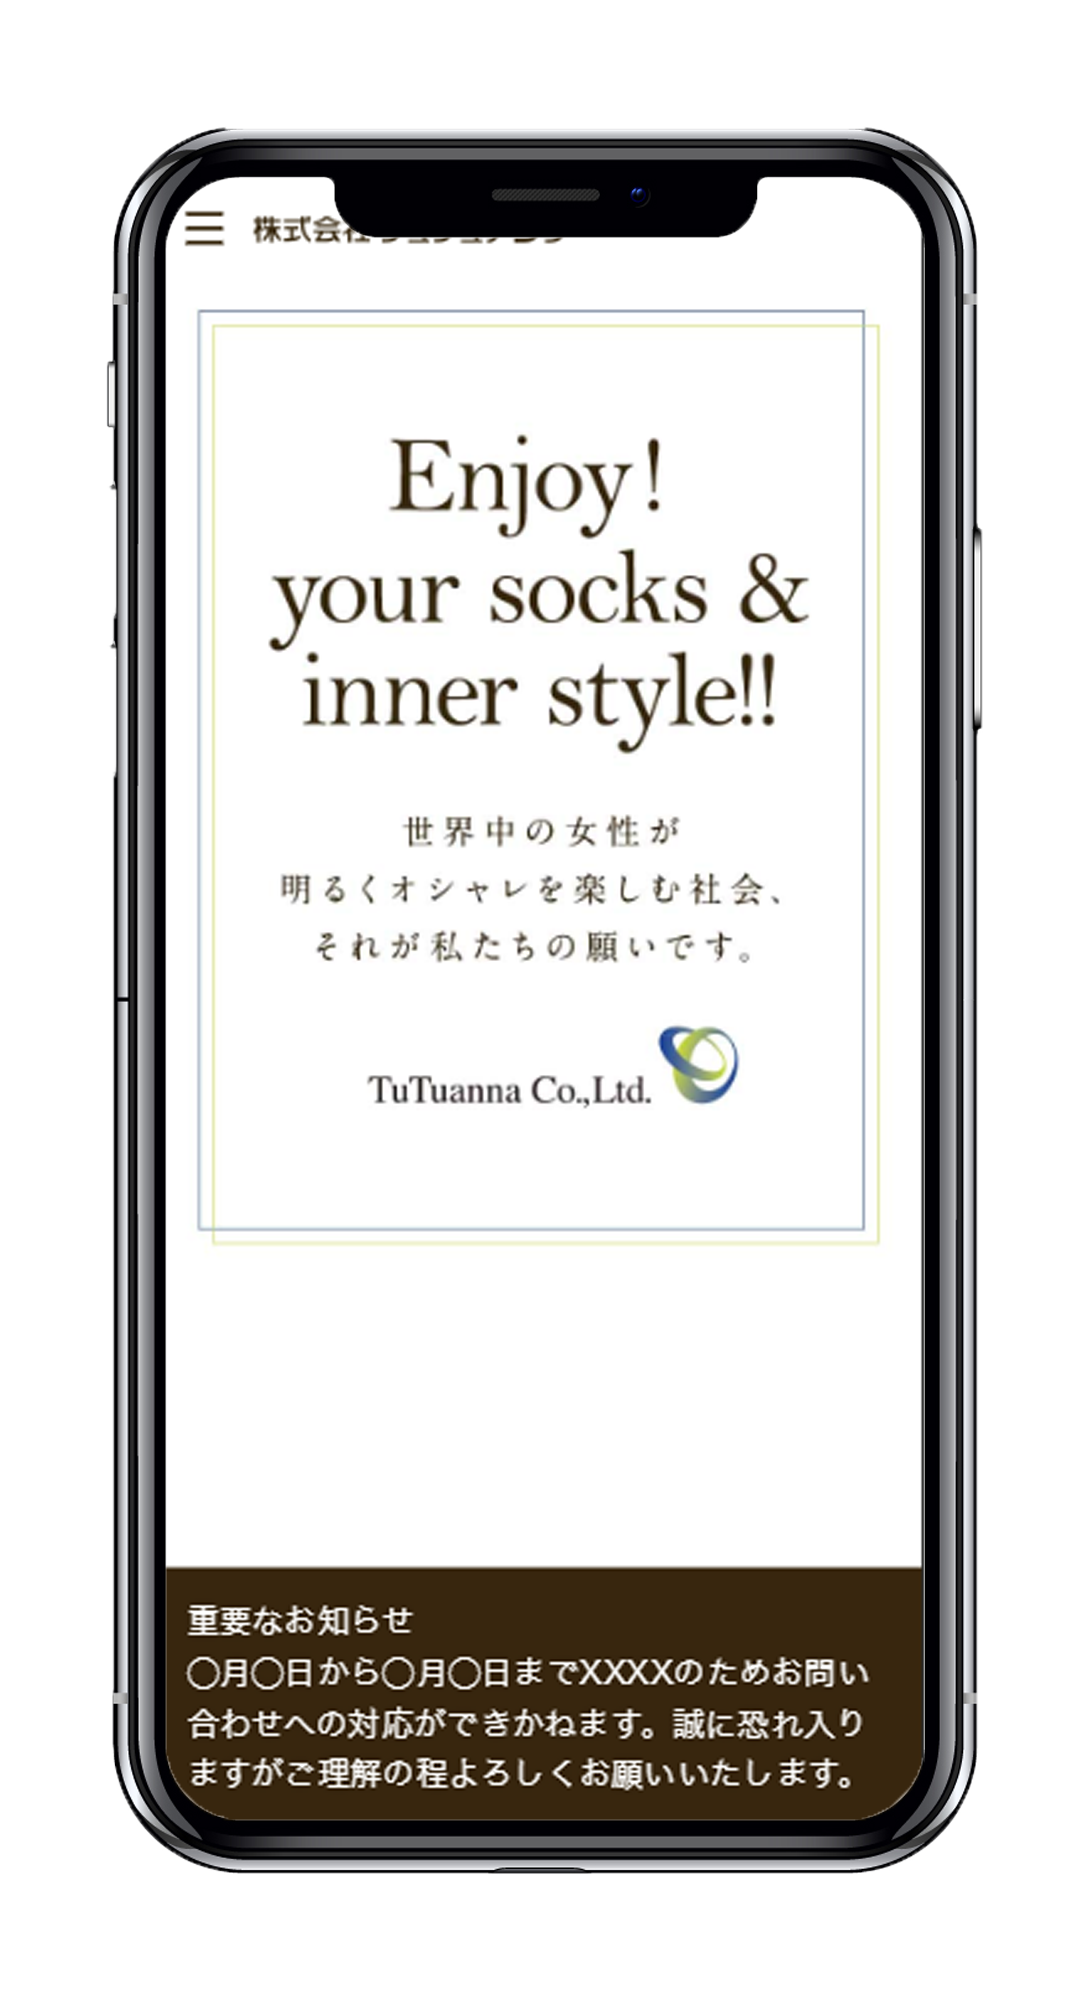 株式会社
Enjoy!
your socks &
inner style!!
世界中の女性が
明るくオシャレを楽しむ社会、
それが私たちの願いです。
TuTuanna Co.,Ltd.
重要なお知らせ
〇月〇日から〇月〇日までXXXXのためお問い
合わせへの対応ができかねます。誠に恐れ入り
ますがご理解の程よろしくお願いいたします。